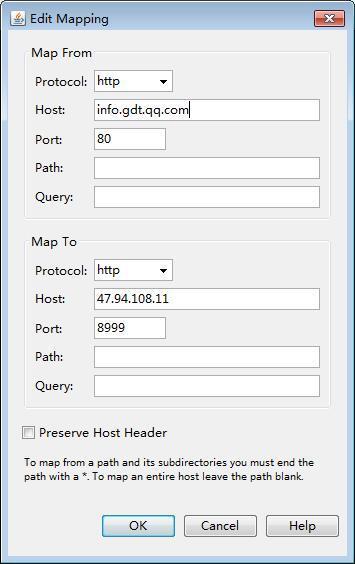 Edit Mapping
Map From
Protocol: http
Host: info.gdt.qq.com
Port: 80
Path:
Query:
Map To
Protocol: http
Host: 47.94.108.11
Port: 8999
Path:
Query:
Preserve Host Header
To map from a path and its subdirectories you must end the
path with a *. To map an entire host leave the path blank.
OK Cancel Help